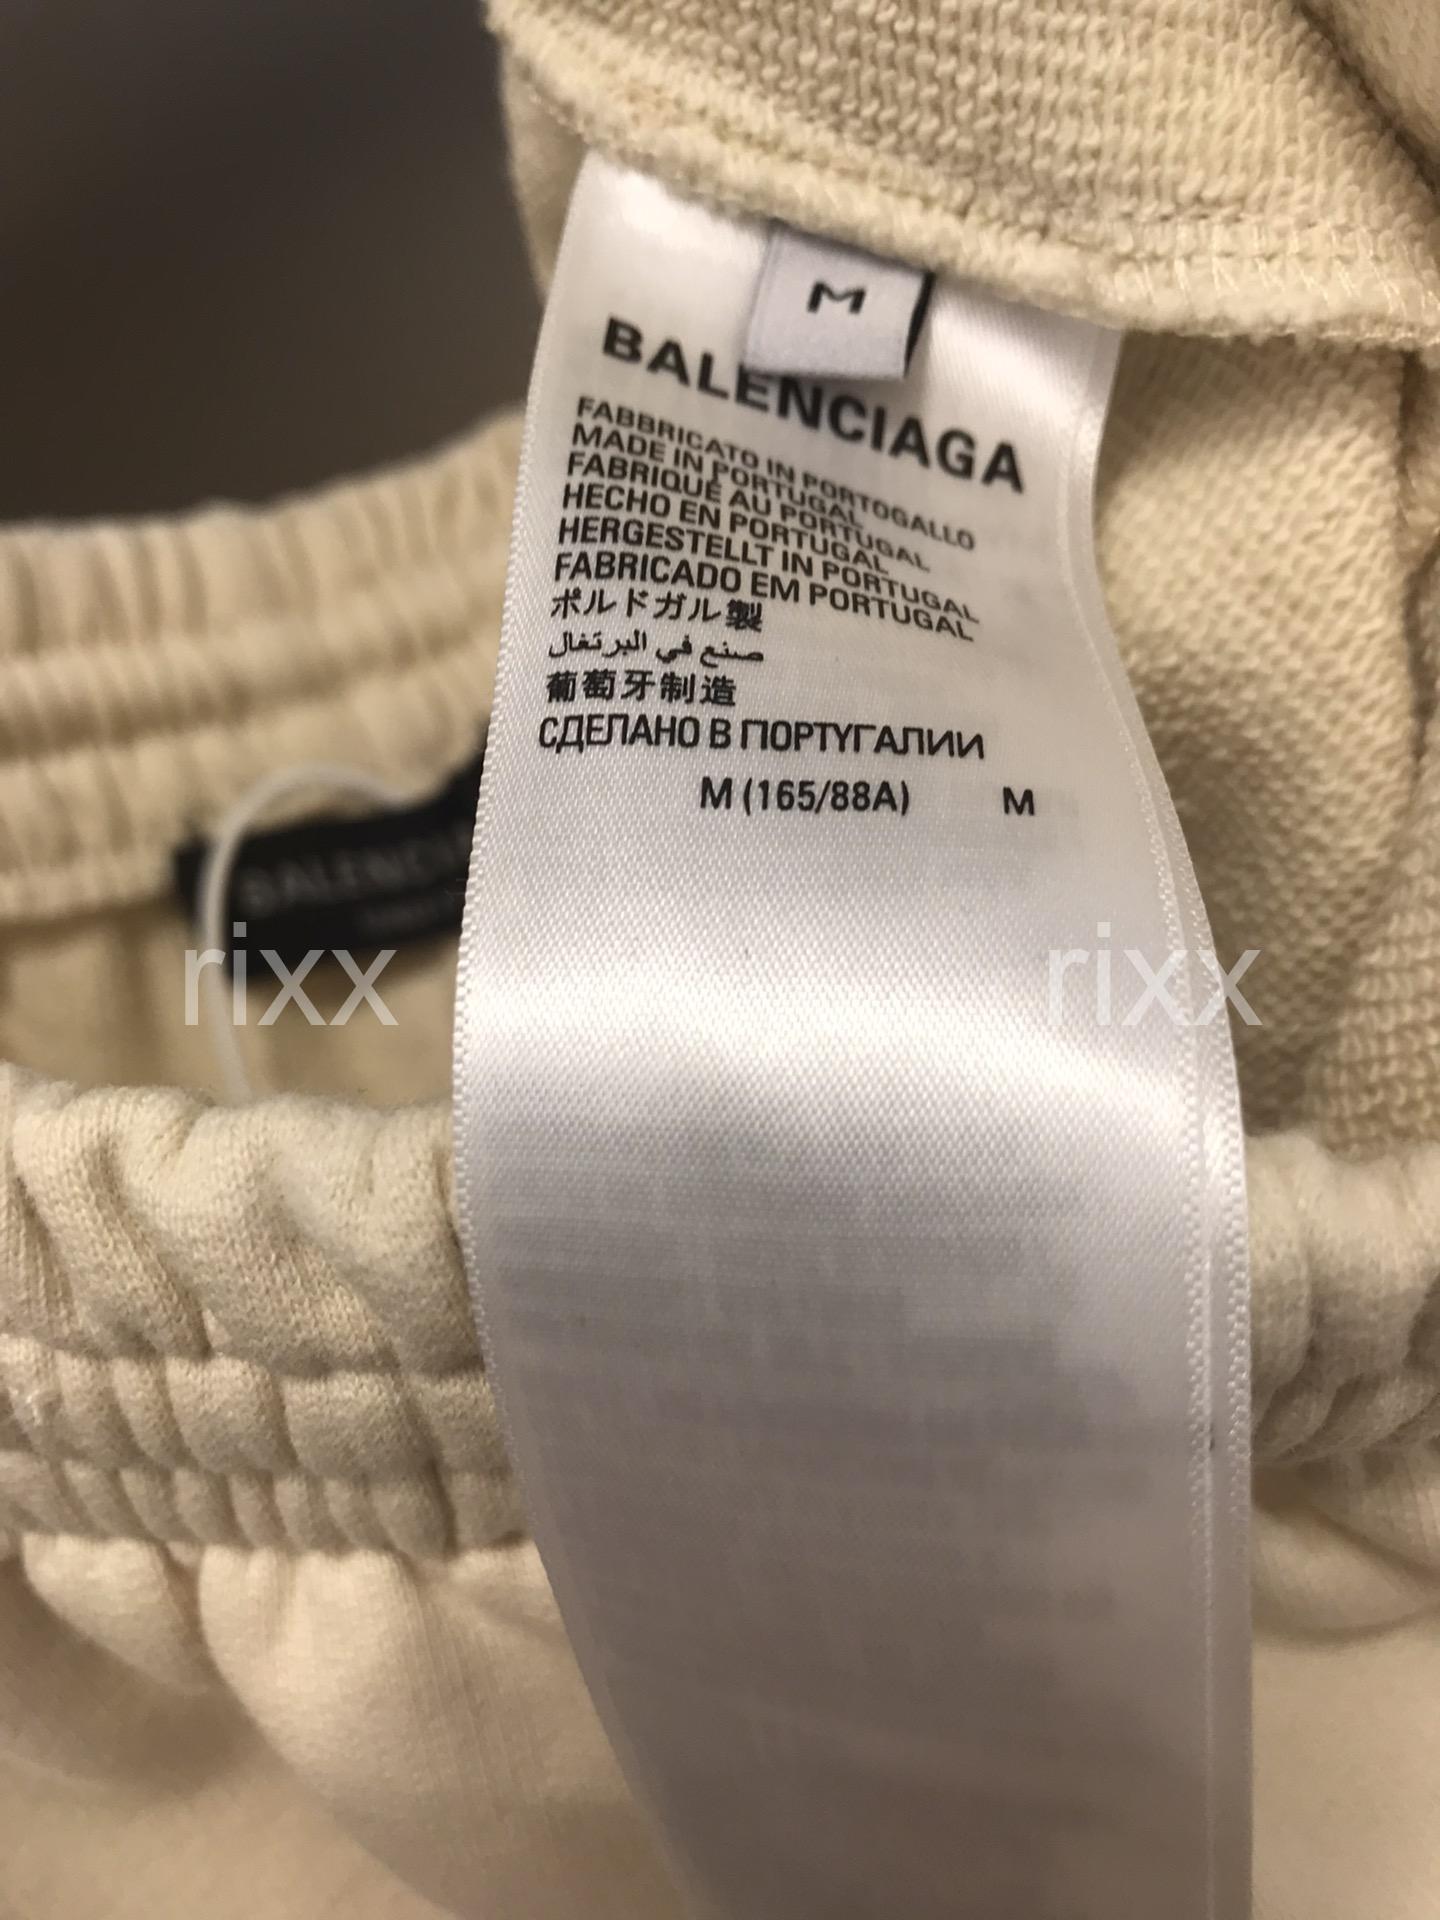 M
BALENCIAGA
FABBRICATO IN PORTOGALLO
MADE IN PORTUGAL
FABRIQUÉ AU PORTUGAL
HECHO EN PORTUGAL
HERGESTELLT IN PORTUGAL
FABRICADO EM PORTUGAL
ポルトガル製
صنع في البرتغال
葡萄牙制造
СДЕЛАНО В ПОРТУГАЛИИ
M (165/88A) M
rixx rixx